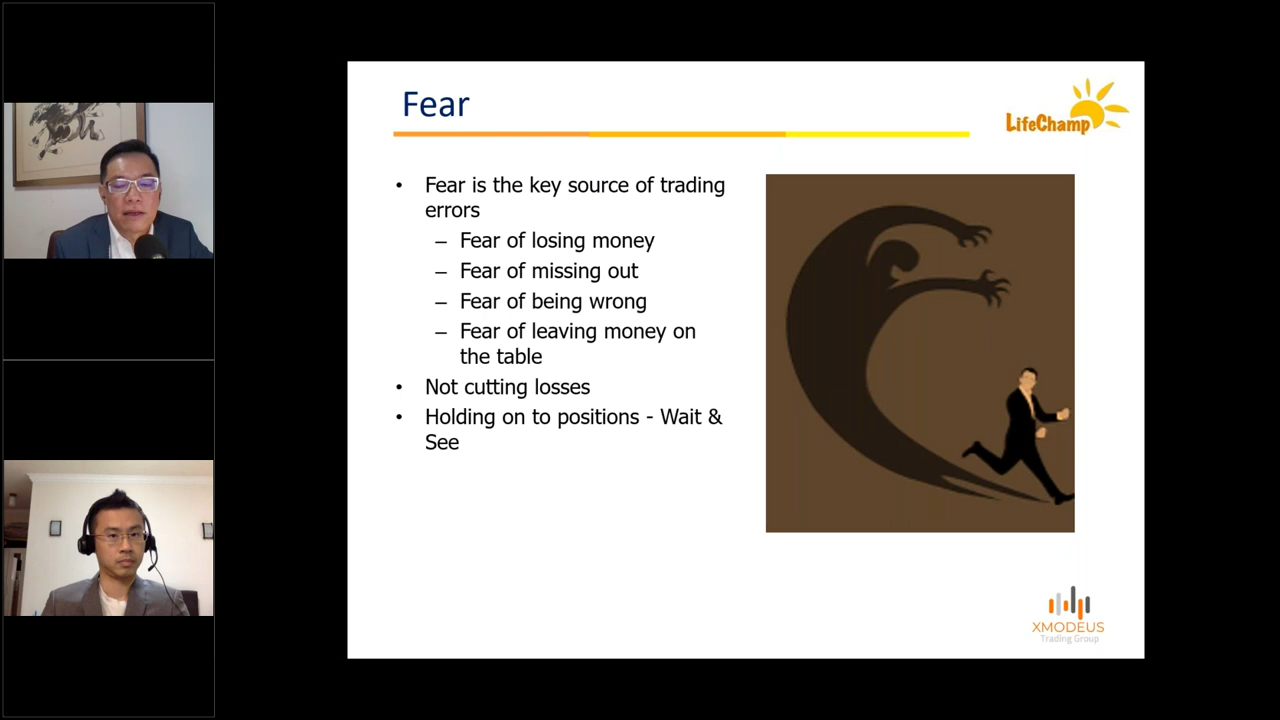 Fear
LifeChamp
• Fear is the key source of trading
errors
– Fear of losing money
– Fear of missing out
– Fear of being wrong
– Fear of leaving money on
the table
• Not cutting losses
• Holding on to positions - Wait &
See
XMODEUS
Trading Group